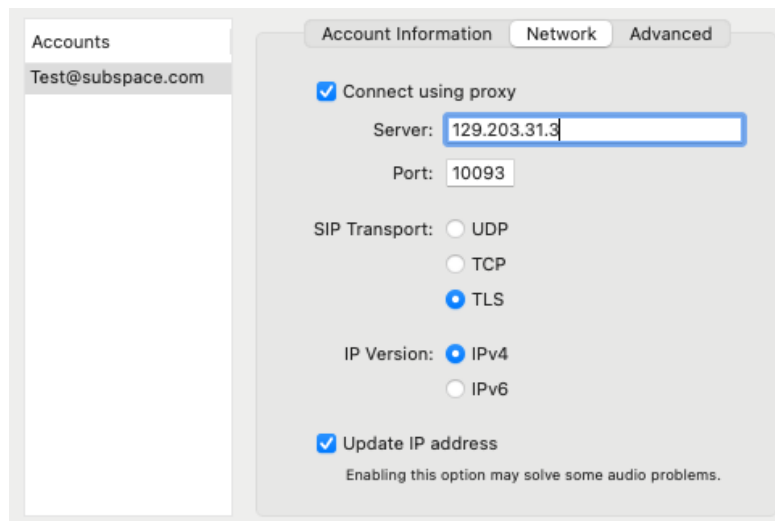 Accounts
Test@subspace.com
Account Information Network Advanced
Connect using proxy
Server: 129.203.31.3
Port: 10093
SIP Transport: UDP
TCP
TLS
IP Version: IPv4
IPv6
Update IP address
Enabling this option may solve some audio problems.